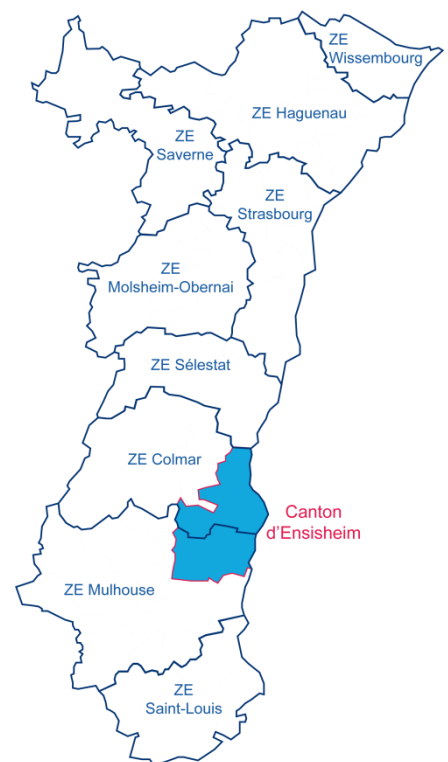 ZE
Wissembourg
ZE Haguenau
ZE
Saverne
ZE
Strasbourg
ZE
Molsheim-Obernai
ZE Sélestat
ZE Colmar
Canton
d'Ensisheim
ZE Mulhouse
ZE
Saint-Louis